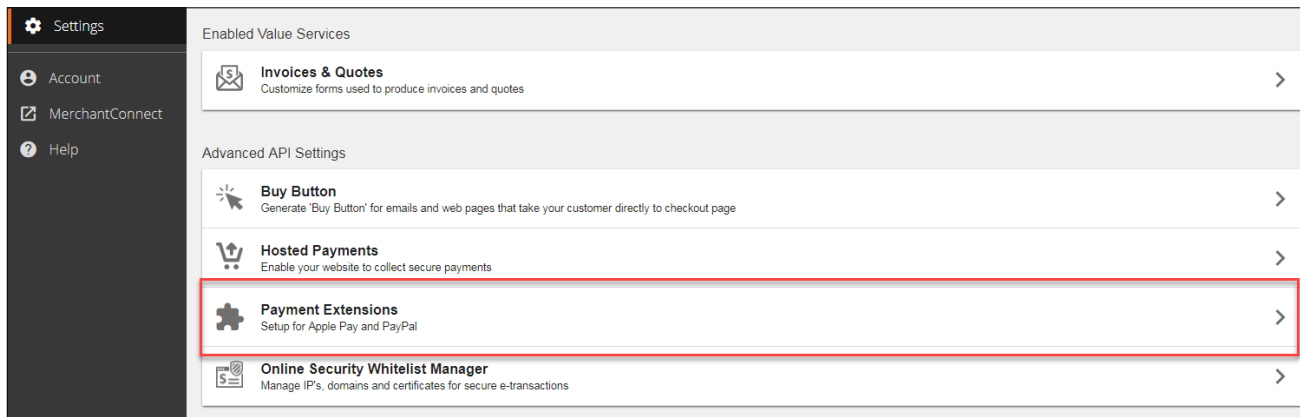 Settings
Account
MerchantConnect
Help
Enabled Value Services
Invoices & Quotes
Customize forms used to produce invoices and quotes
Advanced API Settings
Buy Button
Generate 'Buy Button' for emails and web pages that take your customer directly to checkout page
Hosted Payments
Enable your website to collect secure payments
Payment Extensions
Setup for Apple Pay and PayPal
Online Security Whitelist Manager
Manage IP's, domains and certificates for secure e-transactions